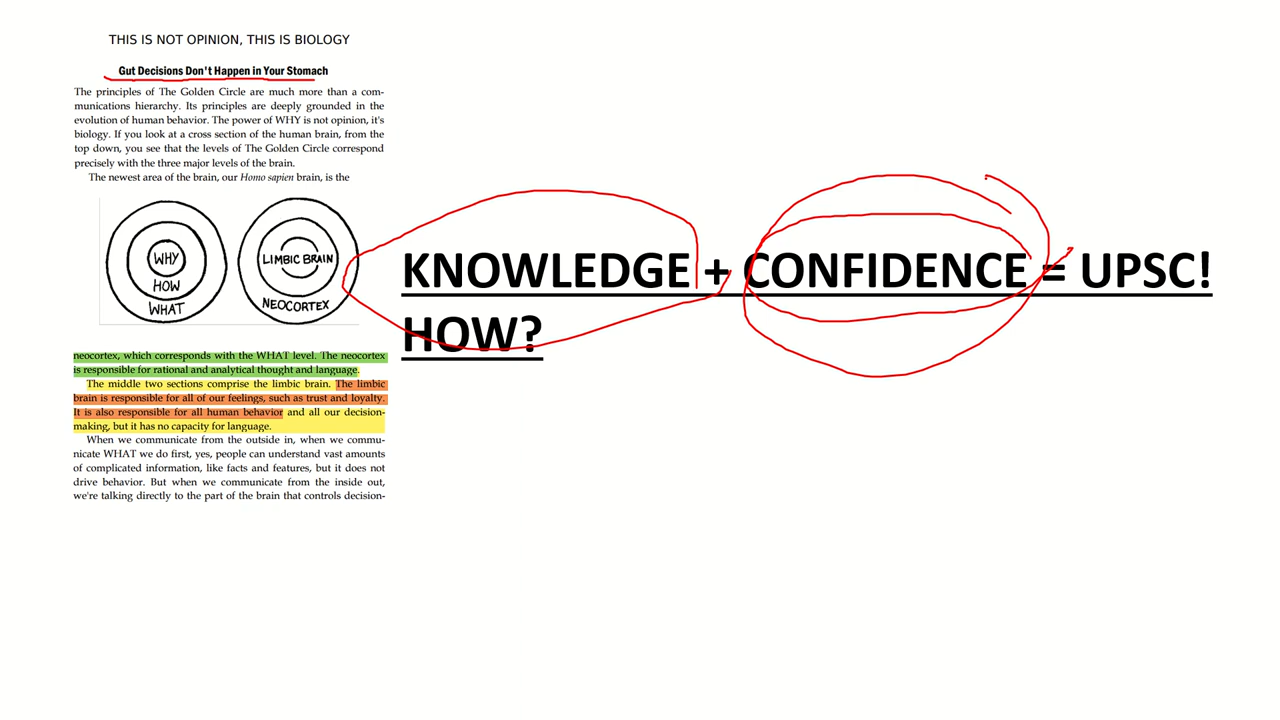 THIS IS NOT OPINION, THIS IS BIOLOGY
Gut Decisions Don't Happen in Your Stomach
The principles of The Golden Circle are much more than a com-
munications hierarchy. Its principles are deeply grounded in the
evolution of human behavior. The power of WHY is not opinion, it's
biology. If you look at a cross section of the human brain, from the
top down, you see that the levels of The Golden Circle correspond
precisely with the three major levels of the brain.
The newest area of the brain, our Homo sapien brain, is the
WHY
HOW
WHAT
LIMBIC BRAIN
NEOCORTEX
neocortex, which corresponds with the WHAT level. The neocortex
is responsible for rational and analytical thought and language.
The middle two sections comprise the limbic brain. The limbic
brain is responsible for all of our feelings, such as trust and loyalty.
It is also responsible for all human behavior and all our decision-
making, but it has no capacity for language.
When we communicate from the outside in, when we commu-
nicate WHAT we do first, yes, people can understand vast amounts
of complicated information, like facts and features, but it does not
drive behavior. But when we communicate from the inside out,
we're talking directly to the part of the brain that controls decision-
KNOWLEDGE + CONFIDENCE = UPSC!
HOW?